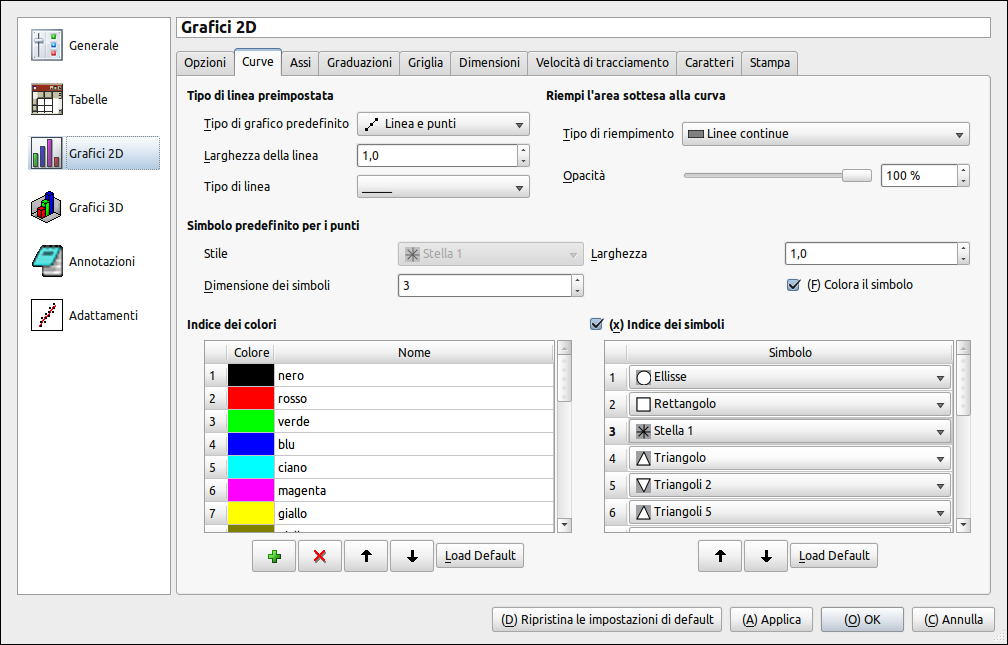 Generale
Tabelle
Grafici 2D
Grafici 3D
Annotazioni
Adattamenti
Grafici 2D
Opzioni Curve Assi Graduazioni Griglia Dimensioni Velocità di tracciamento Caratteri Stampa
Tipo di linea preimpostata
Tipo di grafico predefinito Linea e punti
Larghezza della linea 1,0
Tipo di linea
Riempi l'area sottesa alla curva
Tipo di riempimento Linee continue
Opacità 100 %
Simbolo predefinito per i punti
Stile Stella 1 Larghezza 1,0
Dimensione dei simboli 3 (F) Colora il simbolo
Indice dei colori
Colore Nome
1 nero
2 rosso
3 verde
4 blu
5 ciano
6 magenta
7 giallo
Load Default
(x) Indice dei simboli
Simbolo
1 Ellisse
2 Rettangolo
3 Stella 1
4 Triangolo
5 Triangoli 2
6 Triangoli 5
Load Default
(D) Ripristina le impostazioni di default (A) Applica (O) OK (C) Annulla